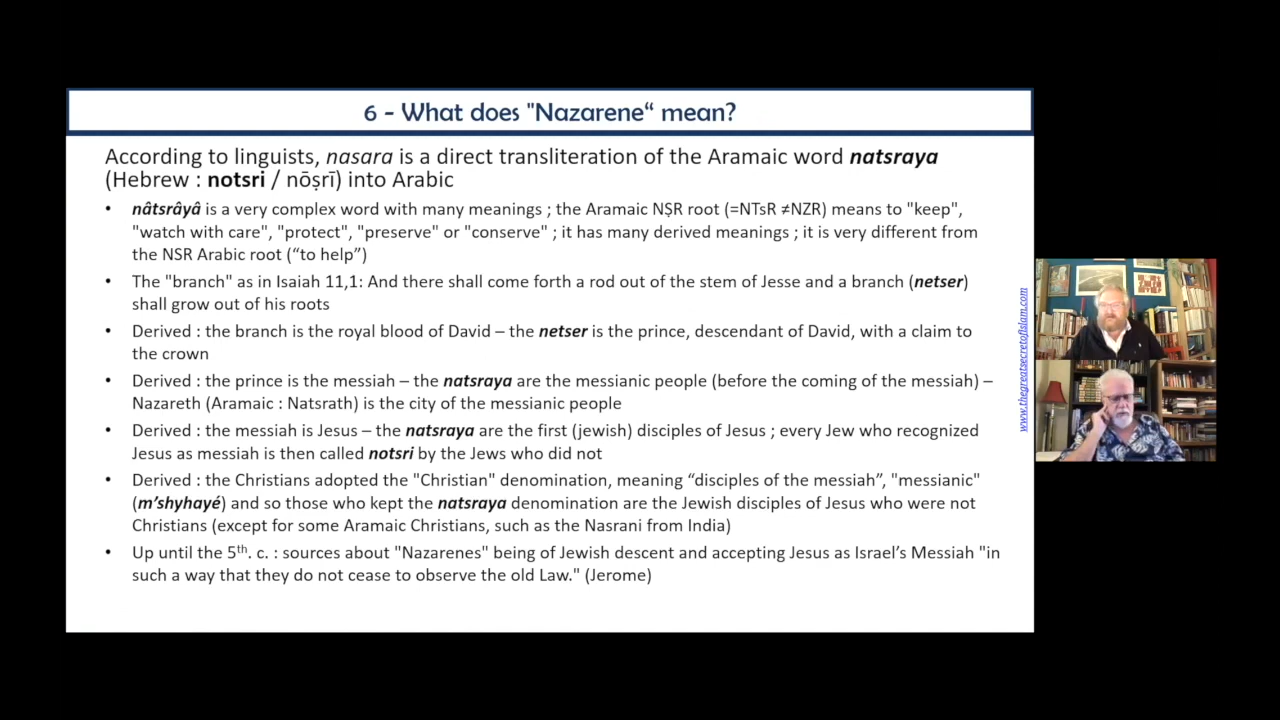 6 - What does "Nazarene“ mean?
According to linguists, nasara is a direct transliteration of the Aramaic word natsraya
(Hebrew : notsri / nōṣrī) into Arabic
• nâtsrâyâ is a very complex word with many meanings ; the Aramaic NṢR root (=NTsR ≠NZR) means to "keep",
"watch with care", "protect", "preserve" or "conserve" ; it has many derived meanings ; it is very different from
the NSR Arabic root (“to help”)
• The "branch" as in Isaiah 11,1: And there shall come forth a rod out of the stem of Jesse and a branch (netser)
shall grow out of his roots
• Derived : the branch is the royal blood of David – the netser is the prince, descendant of David, with a claim to
the crown
• Derived : the prince is the messiah – the natsraya are the messianic people (before the coming of the messiah) –
Nazareth (Aramaic : Natsrath) is the city of the messianic people
• Derived : the messiah is Jesus – the natsraya are the first (jewish) disciples of Jesus ; every Jew who recognized
Jesus as messiah is then called notsri by the Jews who did not
• Derived : the Christians adopted the "Christian" denomination, meaning “disciples of the messiah”, "messianic"
(m’shyhayé) and so those who kept the natsraya denomination are the Jewish disciples of Jesus who were not
Christians (except for some Aramaic Christians, such as the Nasrani from India)
• Up until the 5th. c. : sources about "Nazarenes" being of Jewish descent and accepting Jesus as Israel’s Messiah "in
such a way that they do not cease to observe the old Law." (Jerome)
www.thegreatsecretofislam.com